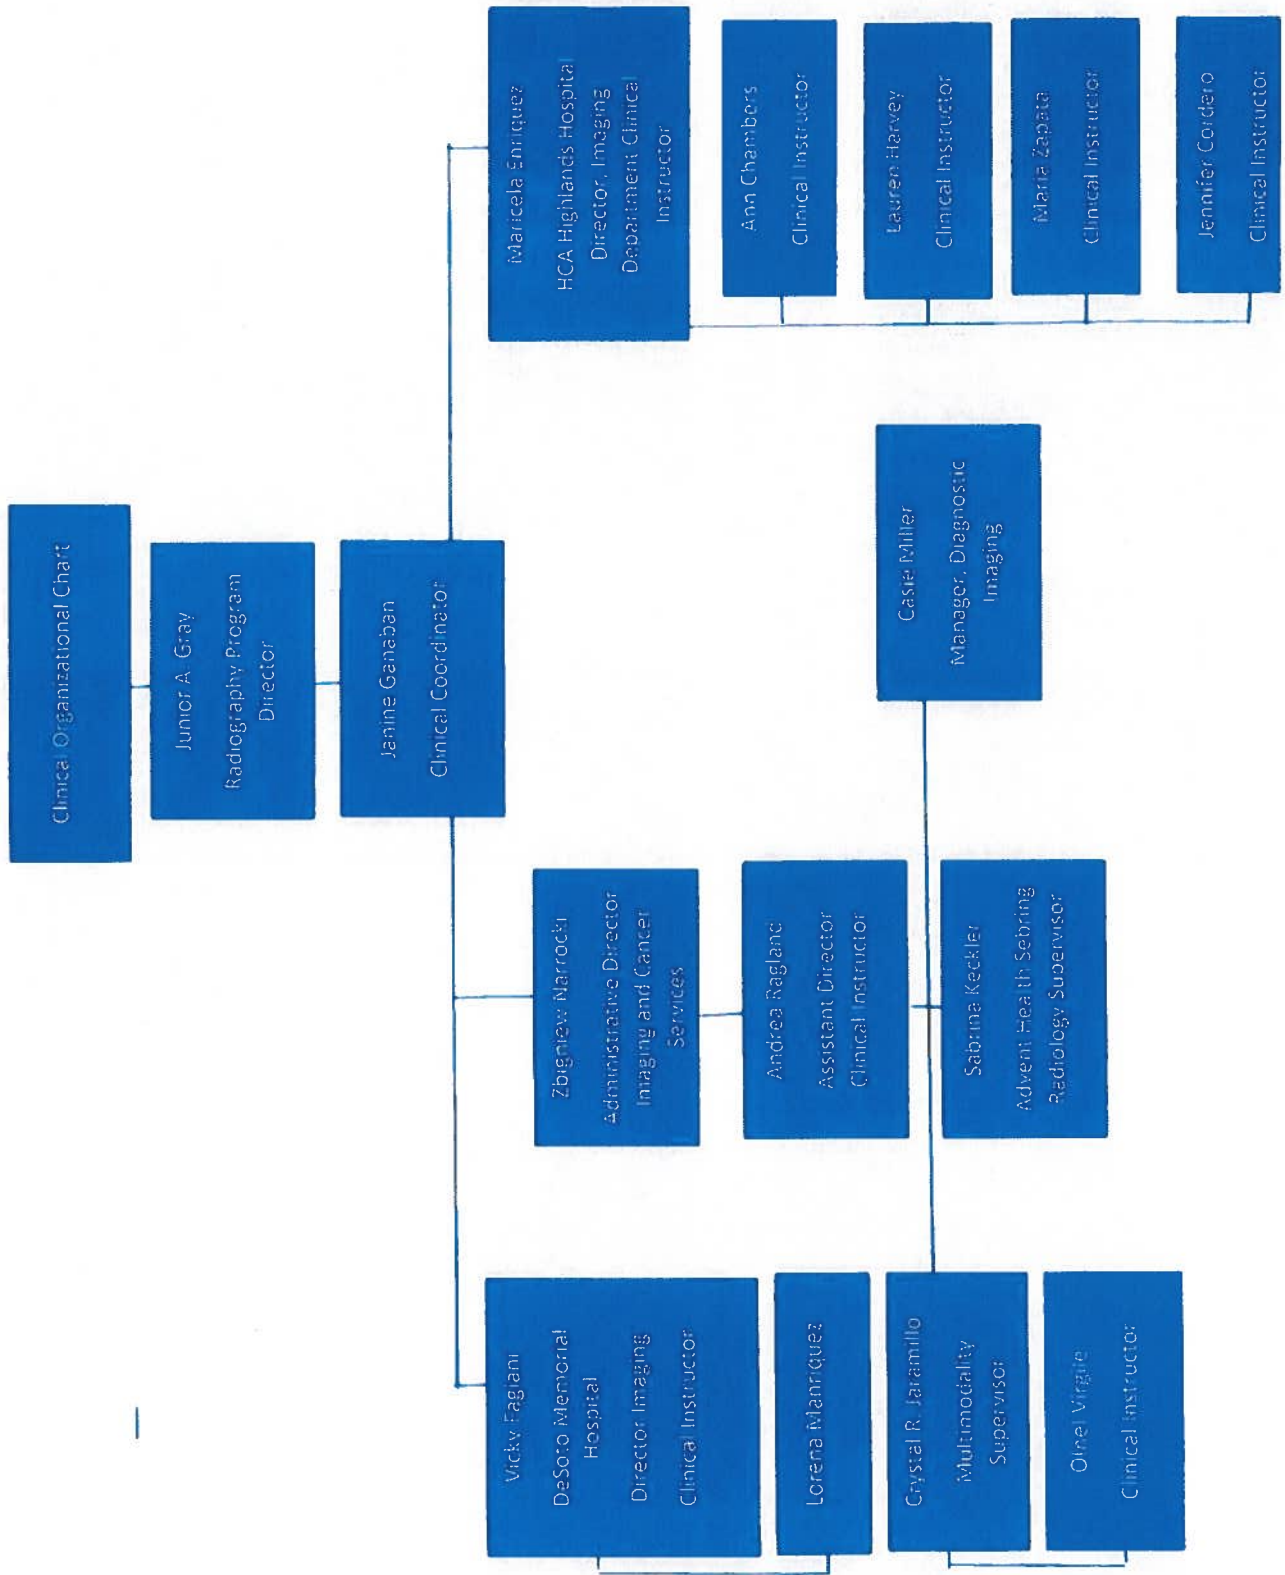 Clinical Organizational Chart
Junior A. Gray
Radiography Program
Director
Janine Ganaban
Clinical Coordinator
Vicky Fagiani
DeSoto Memorial
Hospital
Director Imaging
Clinical Instructor
Lorena Manriquez
Zbigniew Narrocki
Administrative Director
Imaging and Cancer
Services
Andrea Ragland
Assistant Director
Clinical Instructor
Crystal R. Jaramillo
Multimodality
Supervisor
Olnel Virgile
Clinical Instructor
Sabrina Keckler
Advent Health Sebring
Radiology Supervisor
Casie Miller
Manager, Diagnostic
Imaging
Maricela Enriquez
HCA Highlands Hospital
Director, Imaging
Department Clinical
Instructor
Ann Chambers
Clinical Instructor
Lauren Harvey
Clinical Instructor
Maria Zapata
Clinical Instructor
Jennifer Cordero
Clinical Instructor